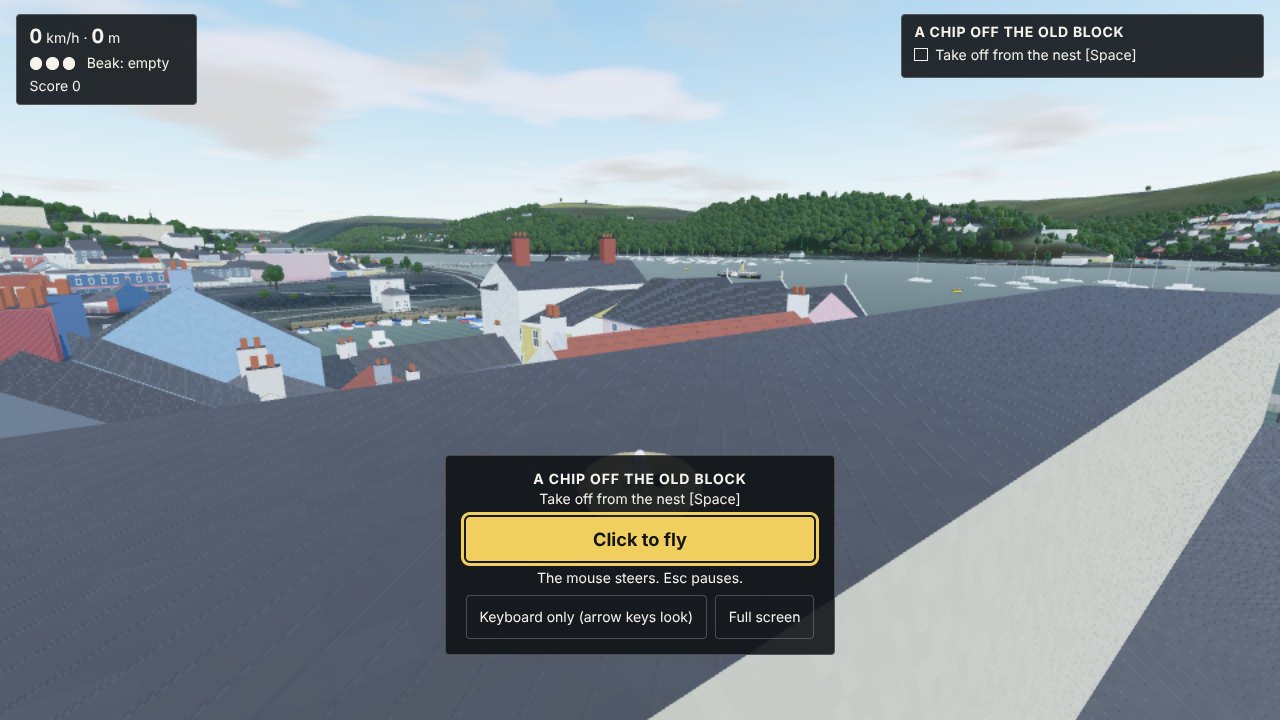 0 km/h · 0 m
Beak: empty
Score 0
A CHIP OFF THE OLD BLOCK
Take off from the nest [Space]
A CHIP OFF THE OLD BLOCK
Take off from the nest [Space]
Click to fly
The mouse steers. Esc pauses.
Keyboard only (arrow keys look)
Full screen